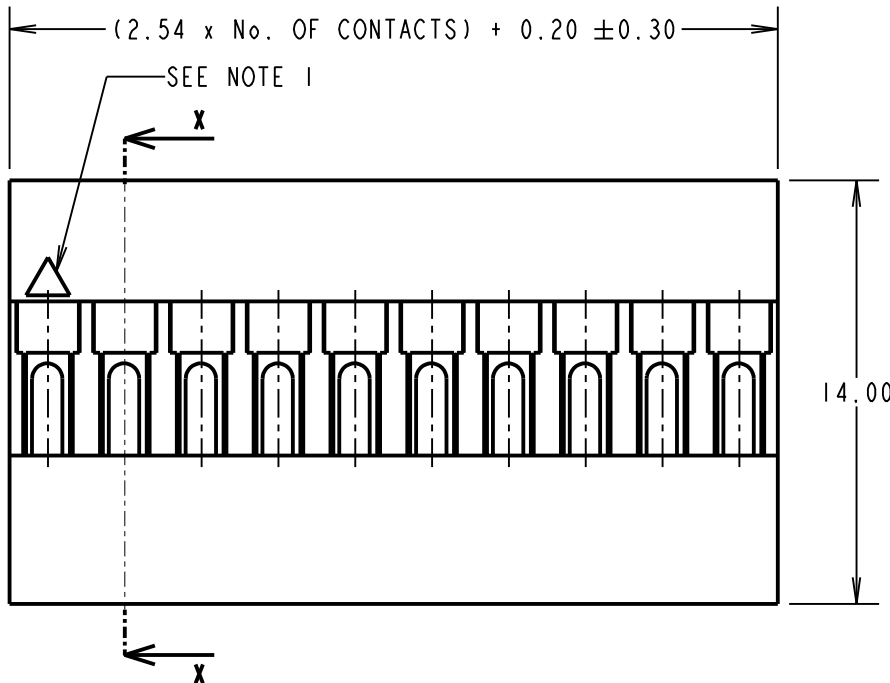 (2.54 x No. OF CONTACTS) + 0.20 ±0.30
SEE NOTE 1
X
14.00
X